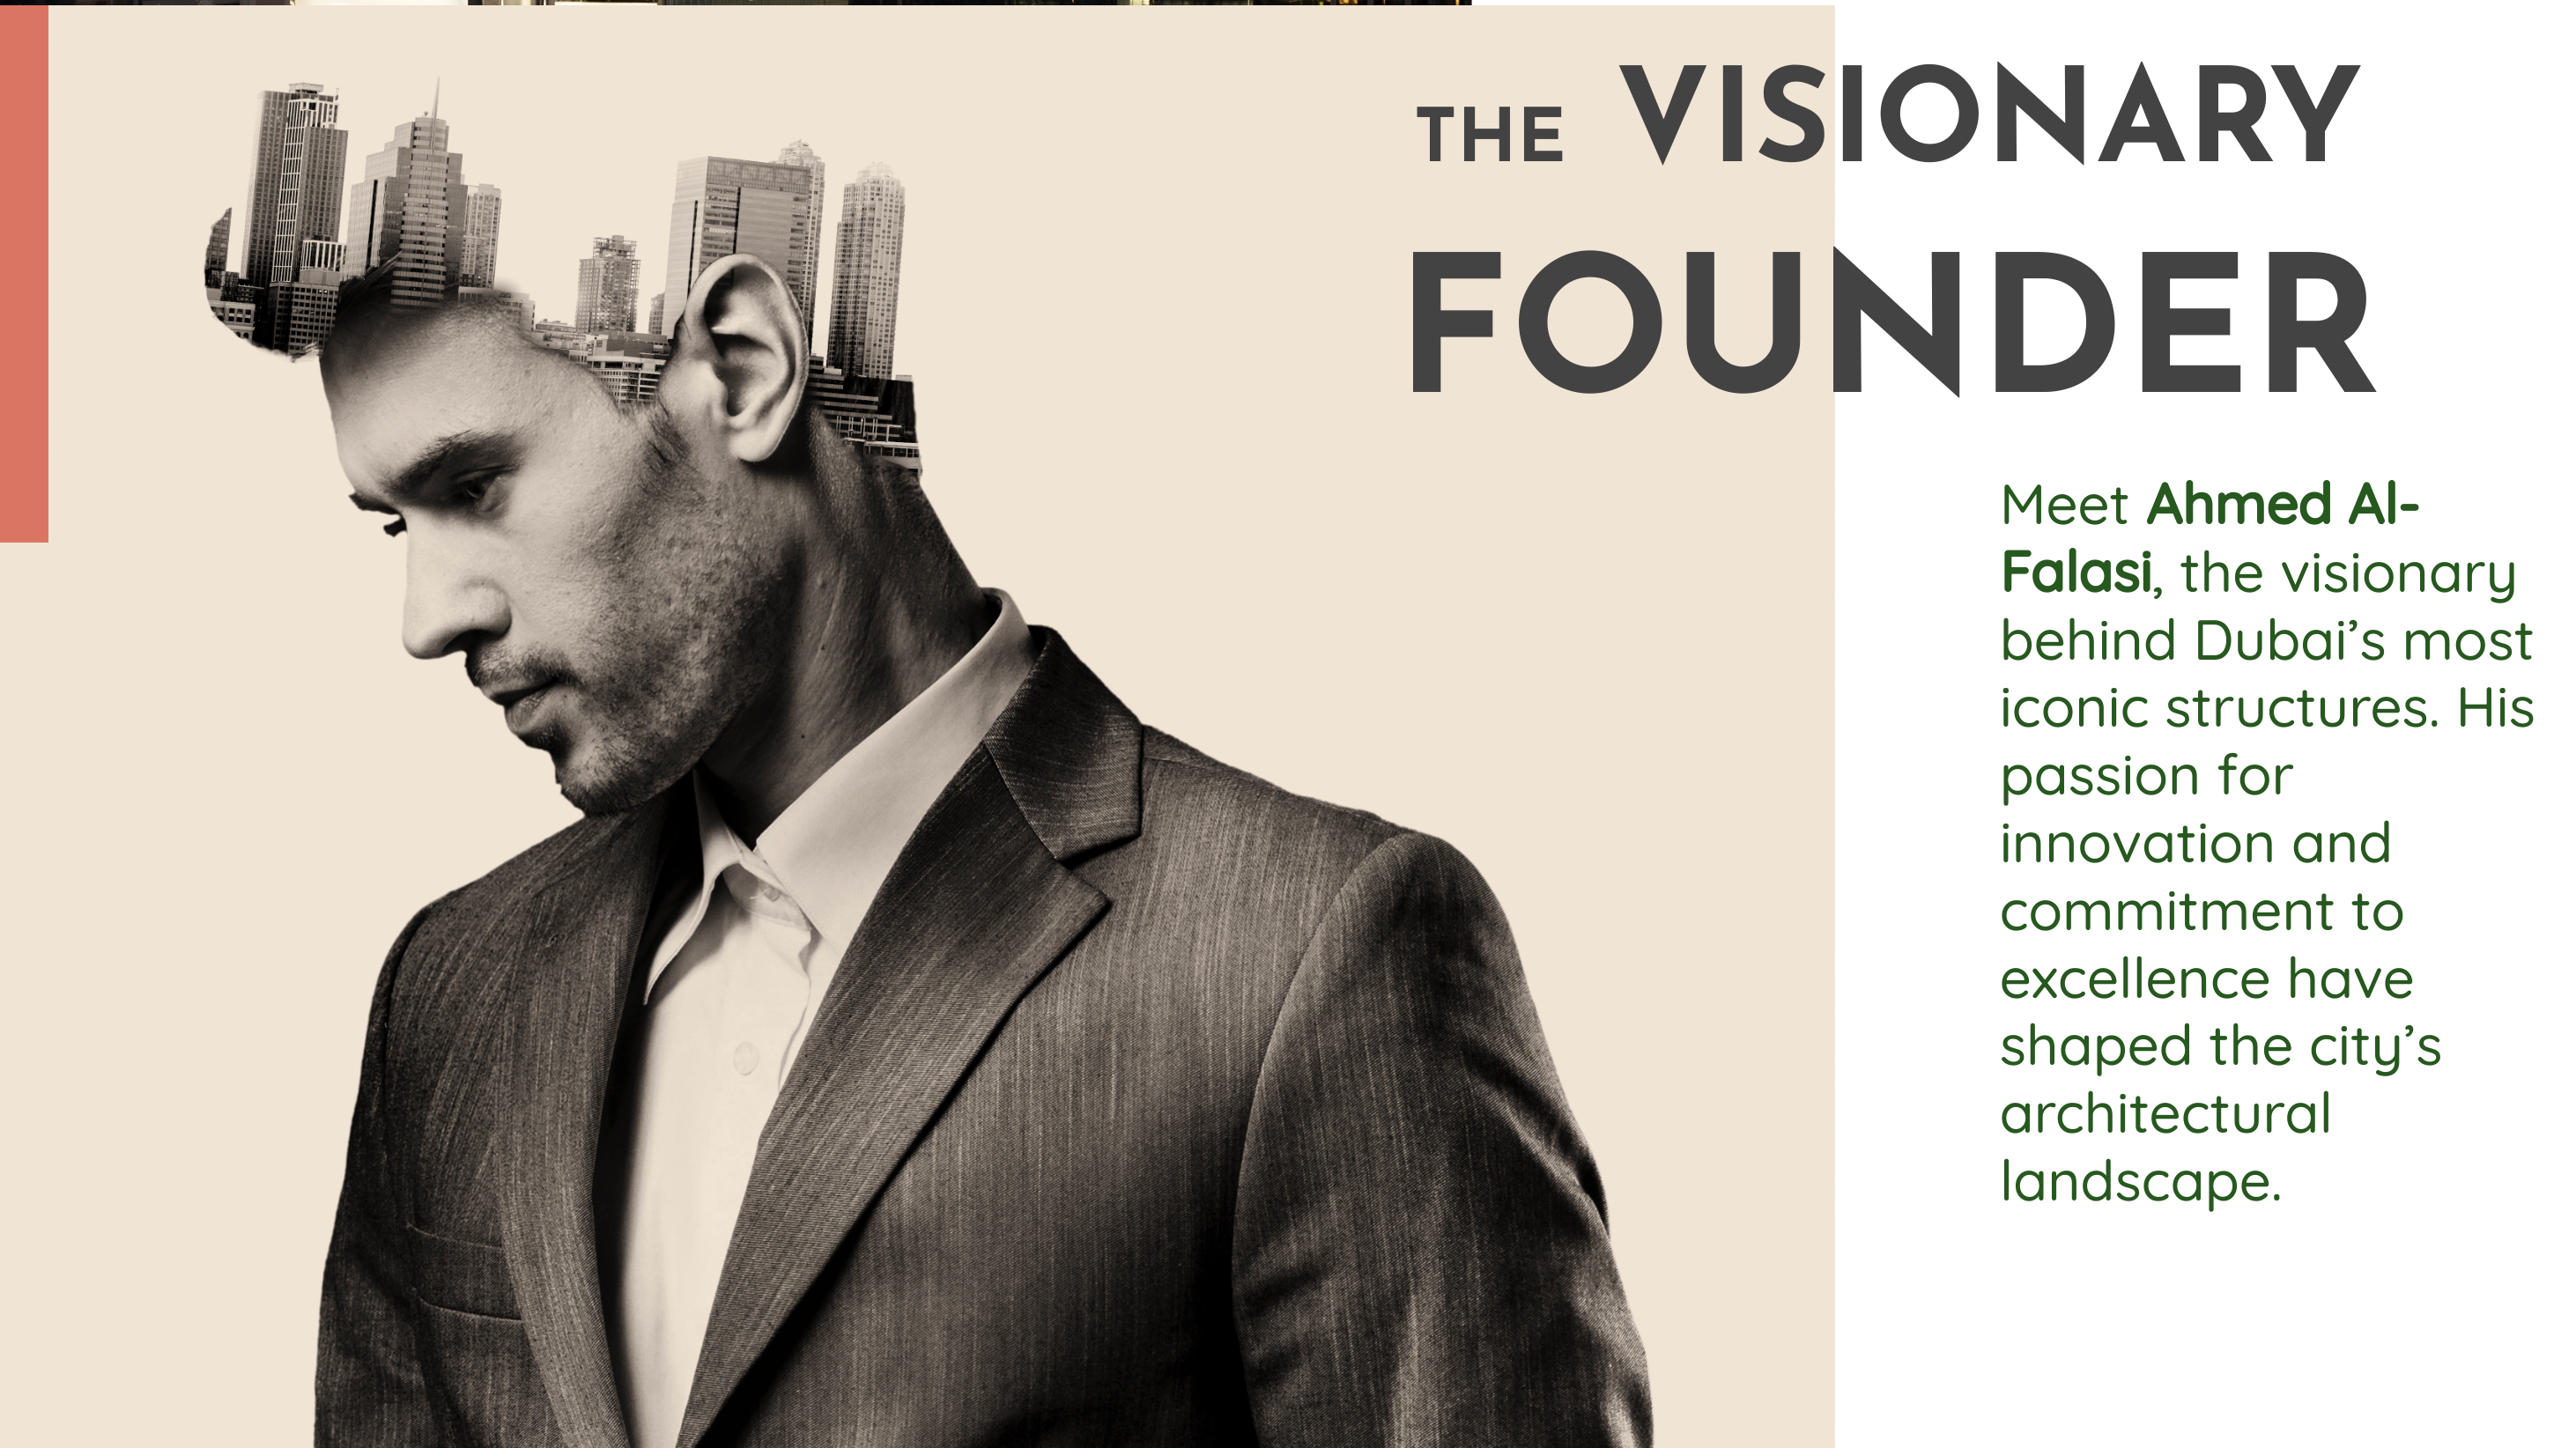 THE VISIONARY
FOUNDER
Meet Ahmed Al-
Falasi, the visionary
behind Dubai’s most
iconic structures. His
passion for
innovation and
commitment to
excellence have
shaped the city’s
architectural
landscape.